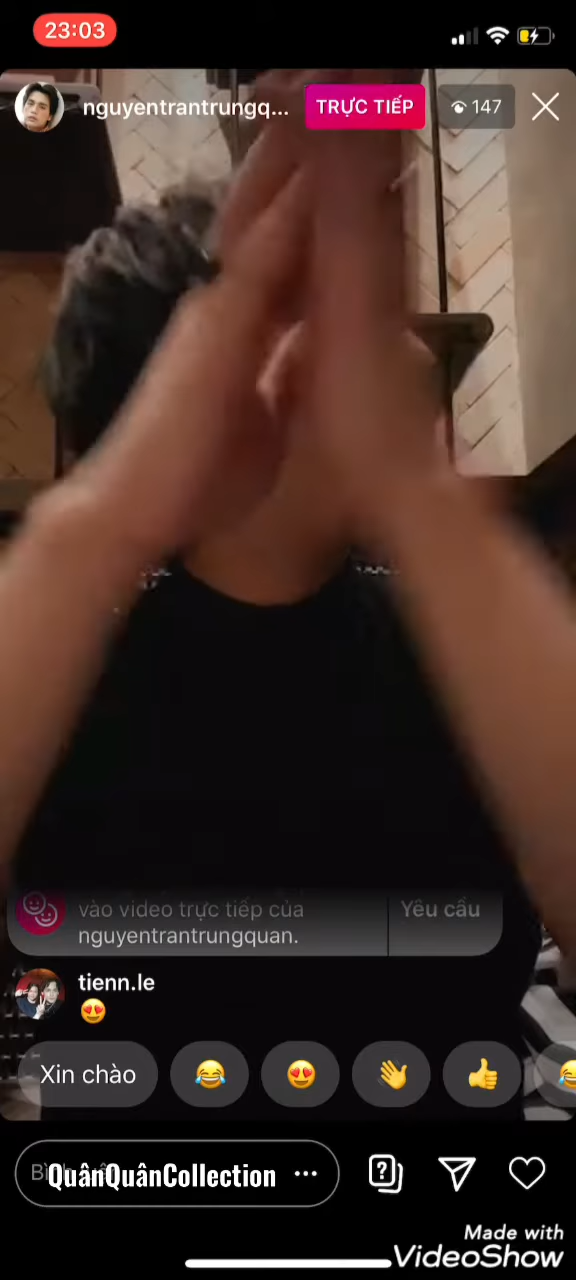 23:03
nguyentrantrungq...
TRỰC TIẾP
147
vào video trực tiếp của
nguyentrantrungquan.
Yêu cầu
tienn.le
Xin chào
QuânQuânCollection
Made with
VideoShow